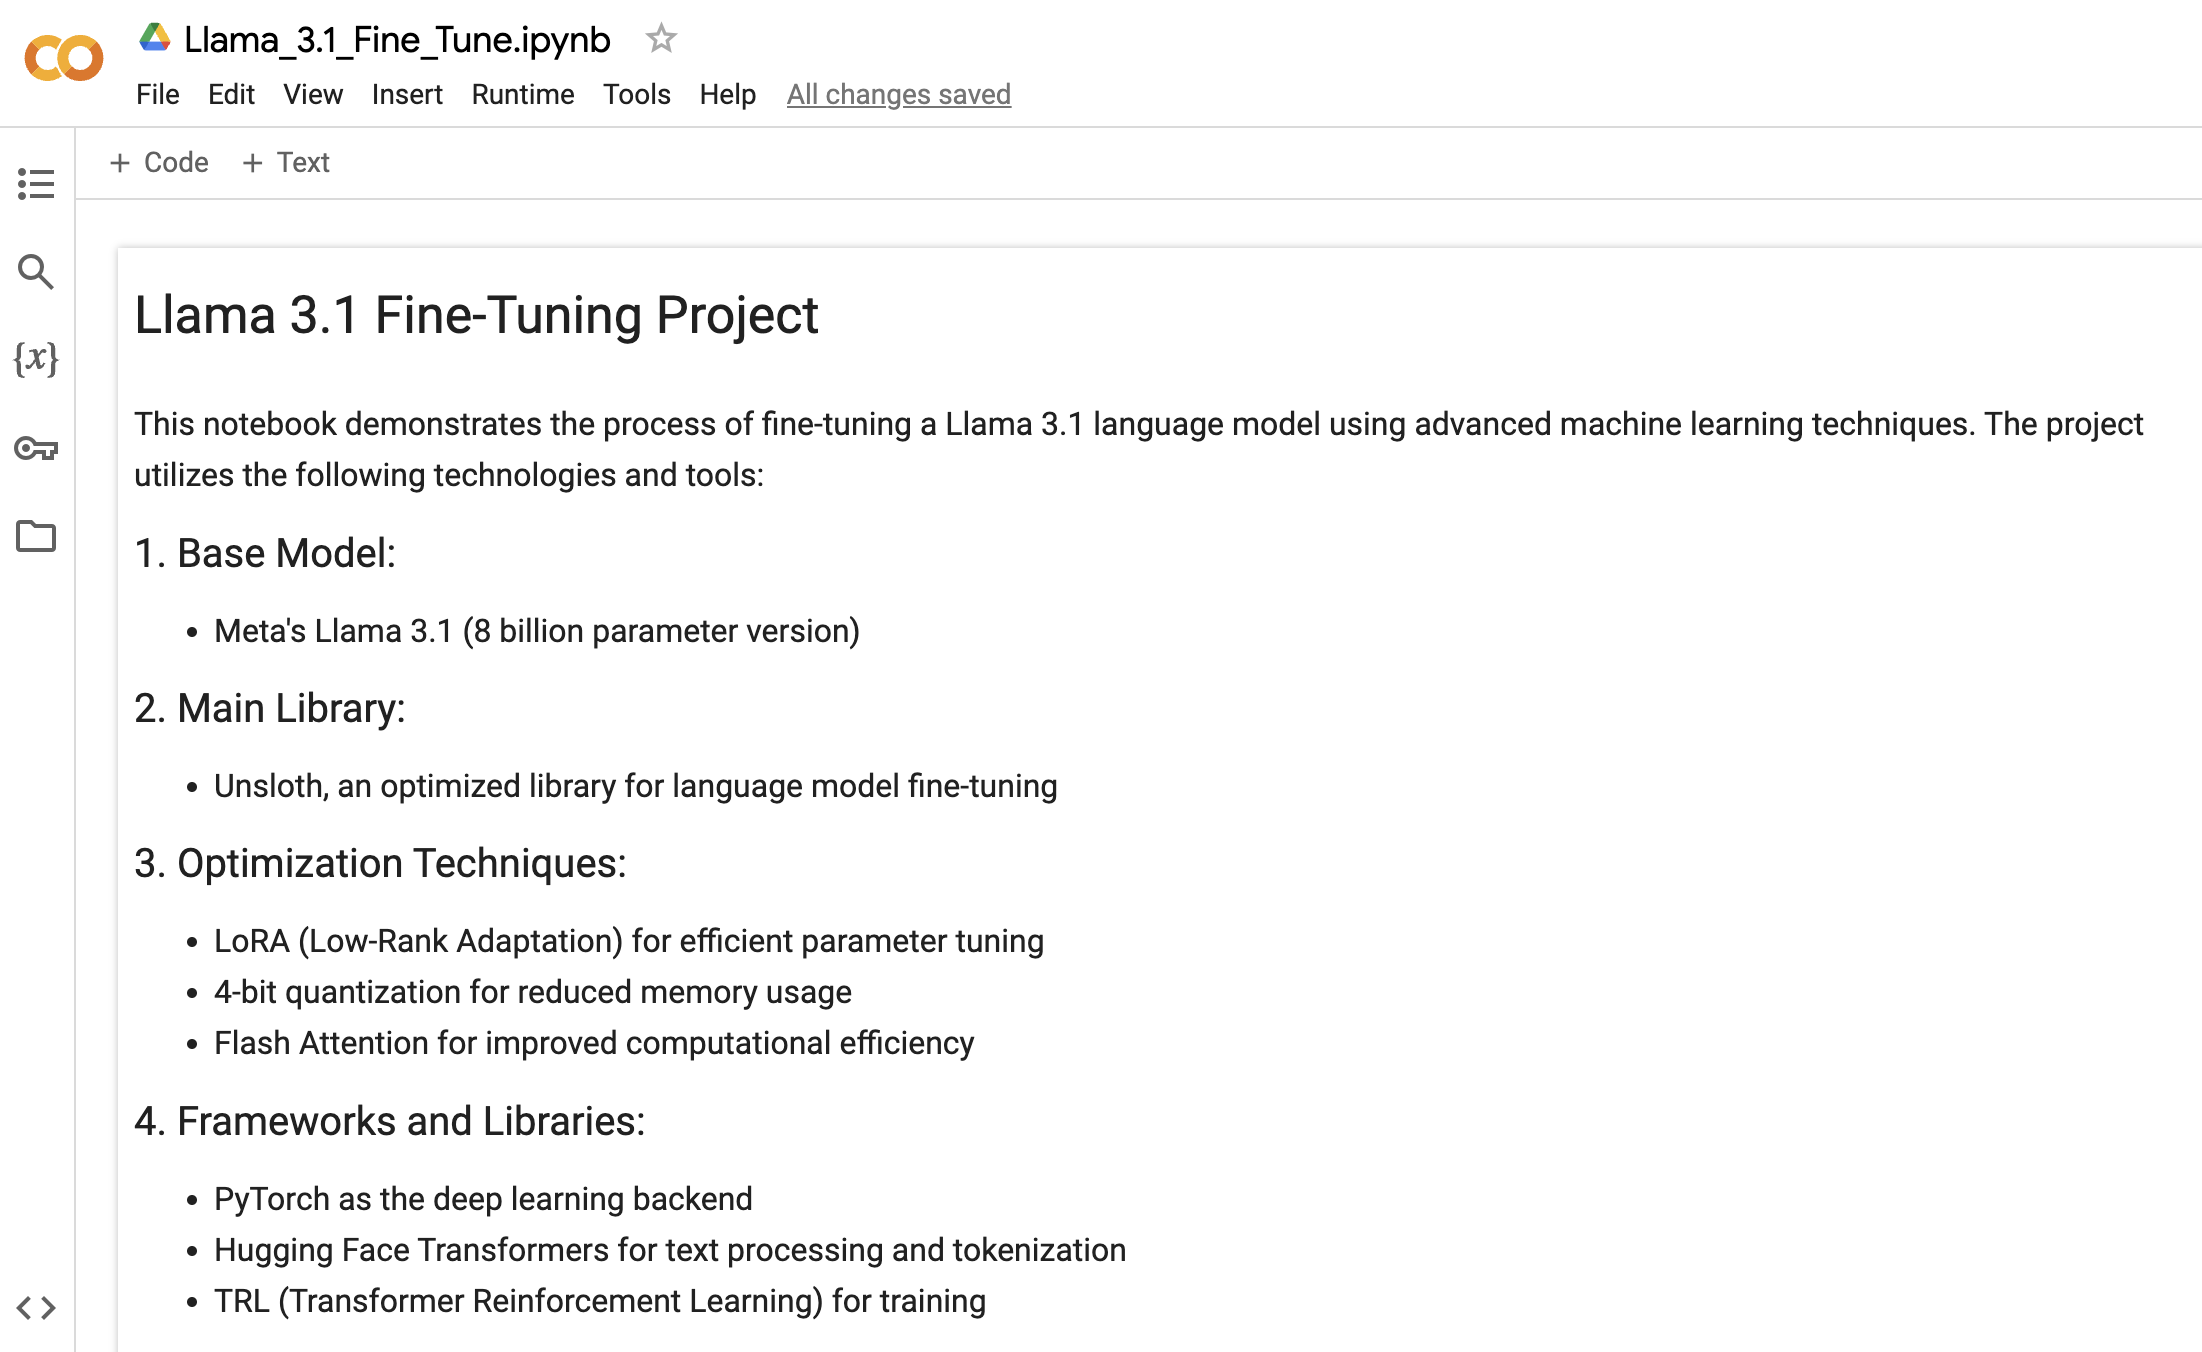 Llama_3.1_Fine_Tune.ipynb
File Edit View Insert Runtime Tools Help All changes saved
+ Code + Text
{x}
Llama 3.1 Fine-Tuning Project
This notebook demonstrates the process of fine-tuning a Llama 3.1 language model using advanced machine learning techniques. The project
utilizes the following technologies and tools:
1. Base Model:
• Meta's Llama 3.1 (8 billion parameter version)
2. Main Library:
• Unsloth, an optimized library for language model fine-tuning
3. Optimization Techniques:
• LoRA (Low-Rank Adaptation) for efficient parameter tuning
• 4-bit quantization for reduced memory usage
• Flash Attention for improved computational efficiency
4. Frameworks and Libraries:
• PyTorch as the deep learning backend
• Hugging Face Transformers for text processing and tokenization
• TRL (Transformer Reinforcement Learning) for training